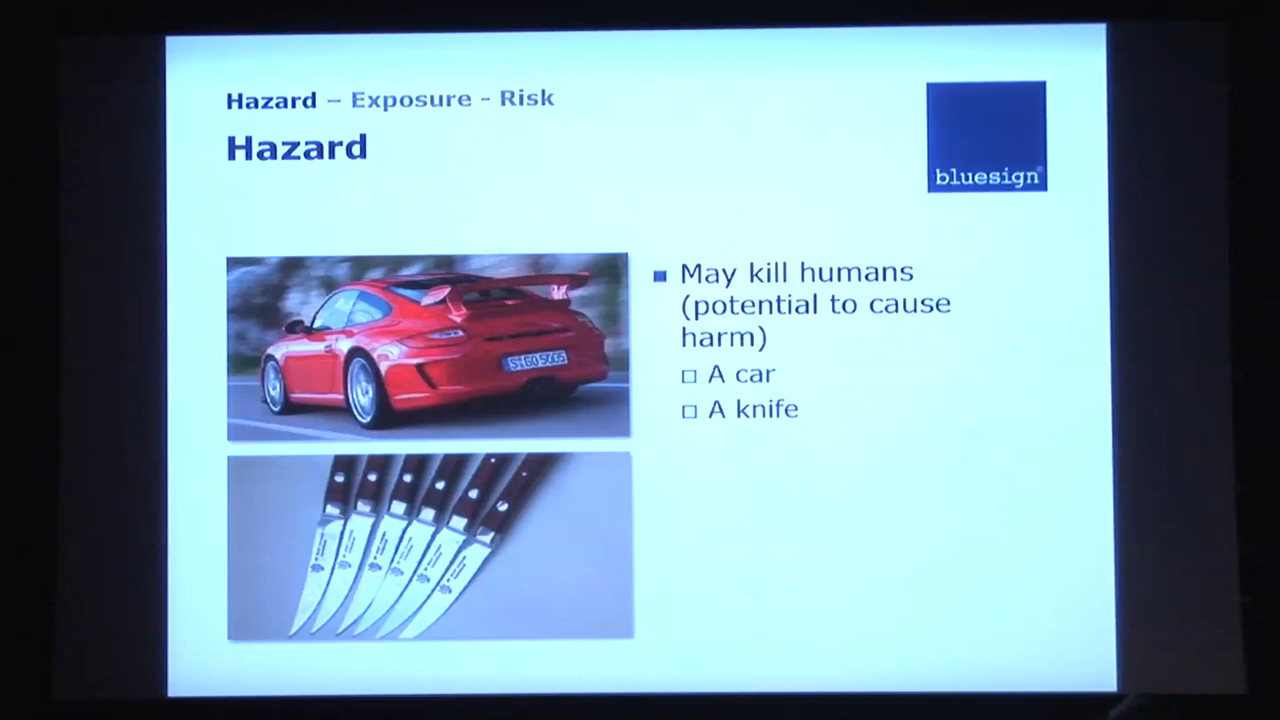 Hazard – Exposure - Risk
Hazard
bluesign®
May kill humans
(potential to cause
harm)
A car
A knife